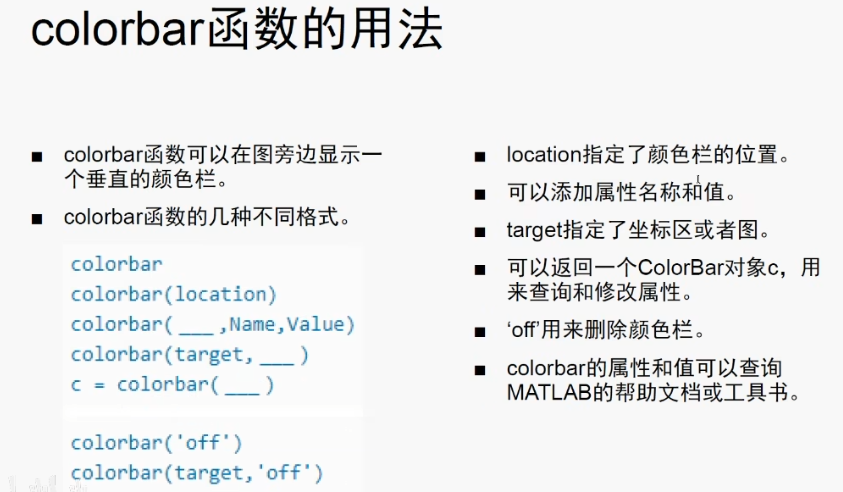 colorbar函数的用法
■ colorbar函数可以在图旁边显示一
个垂直的颜色栏。
■ colorbar函数的几种不同格式。
colorbar
colorbar(location)
colorbar( ___ ,Name,Value)
colorbar(target, ___ )
c = colorbar( ___ )
colorbar('off')
colorbar(target,'off')
■ location指定了颜色栏的位置。
■ 可以添加属性名称和值。
■ target指定了坐标区或者图。
■ 可以返回一个ColorBar对象c，用
来查询和修改属性。
■ ‘off’用来删除颜色栏。
■ colorbar的属性和值可以查询
MATLAB的帮助文档或工具书。